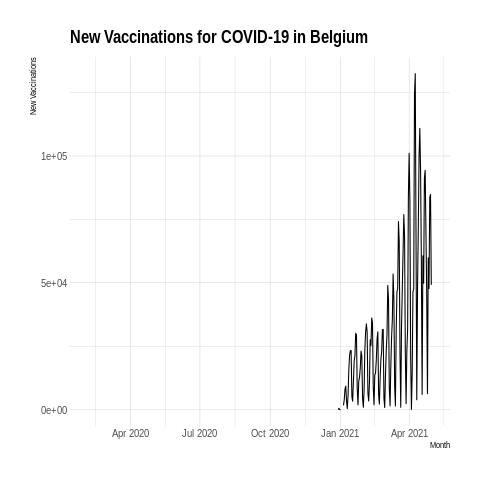 New Vaccinations for COVID-19 in Belgium
New Vaccinations
1e+05
5e+04
0e+00
Apr 2020 Jul 2020 Oct 2020 Jan 2021 Apr 2021
Month